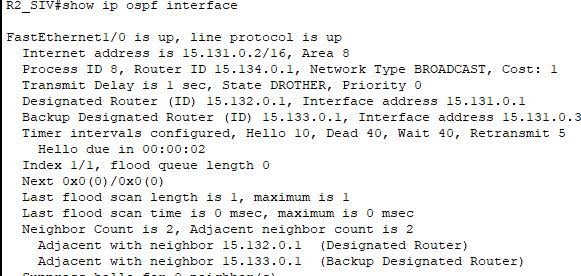 R2_SIV#show ip ospf interface
FastEthernet1/0 is up, line protocol is up
Internet address is 15.131.0.2/16, Area 8
Process ID 8, Router ID 15.134.0.1, Network Type BROADCAST, Cost: 1
Transmit Delay is 1 sec, State DROTHER, Priority 0
Designated Router (ID) 15.132.0.1, Interface address 15.131.0.1
Backup Designated Router (ID) 15.133.0.1, Interface address 15.131.0.3
Timer intervals configured, Hello 10, Dead 40, Wait 40, Retransmit 5
Hello due in 00:00:02
Index 1/1, flood queue length 0
Next 0x0(0)/0x0(0)
Last flood scan length is 1, maximum is 1
Last flood scan time is 0 msec, maximum is 0 msec
Neighbor Count is 2, Adjacent neighbor count is 2
Adjacent with neighbor 15.132.0.1 (Designated Router)
Adjacent with neighbor 15.133.0.1 (Backup Designated Router)